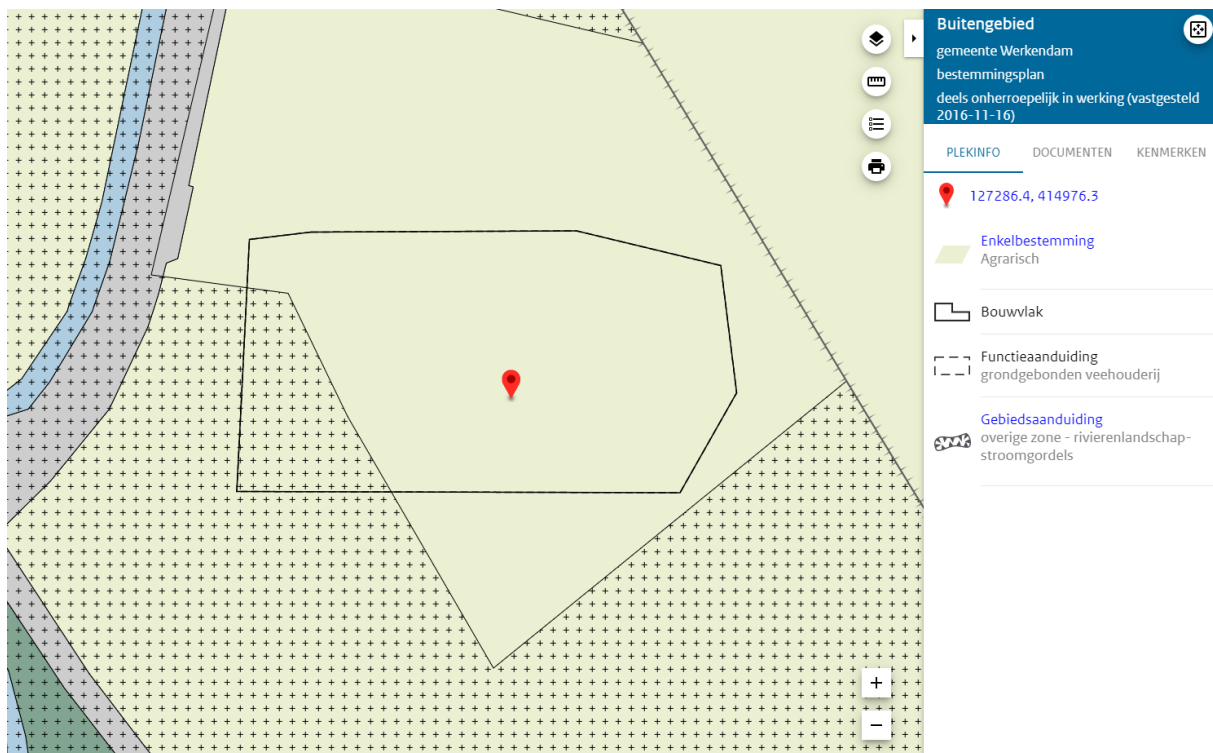 Buitengebied
gemeente Werkendam
bestemmingsplan
deels onherroepelijk in werking (vastgesteld
2016-11-16)
PLEKINFO DOCUMENTEN KENMERKEN
127286.4, 414976.3
Enkelbestemming
Agrarisch
Bouwvlak
Functieaanduiding
grondgebonden veehouderij
Gebiedsaanduiding
overige zone - rivierenlandschap-
stroomgordels